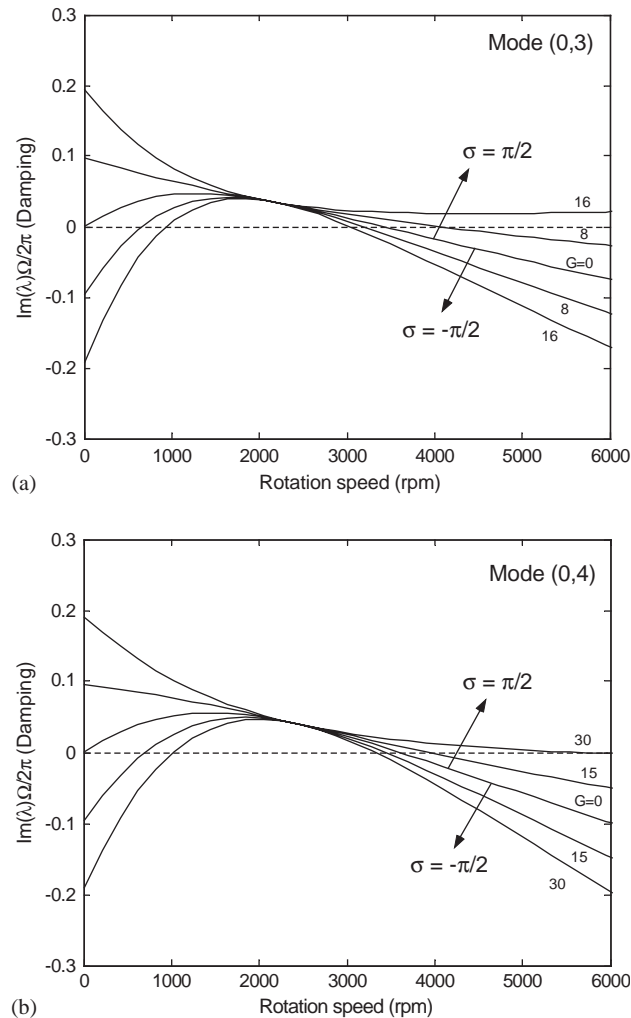 0.3
Mode (0,3)
0.2
σ = π/2
0.1
16
8
0
G=0
8
-0.1
σ = -π/2
16
-0.2
-0.3
0 1000 2000 3000 4000 5000 6000
Im(λ)Ω/2π (Damping)
(a)
Rotation speed (rpm)
0.3
Mode (0,4)
0.2
σ = π/2
0.1
30
0
15
G=0
-0.1
15
σ = -π/2
30
-0.2
-0.3
0 1000 2000 3000 4000 5000 6000
Im(λ)Ω/2π (Damping)
(b)
Rotation speed (rpm)